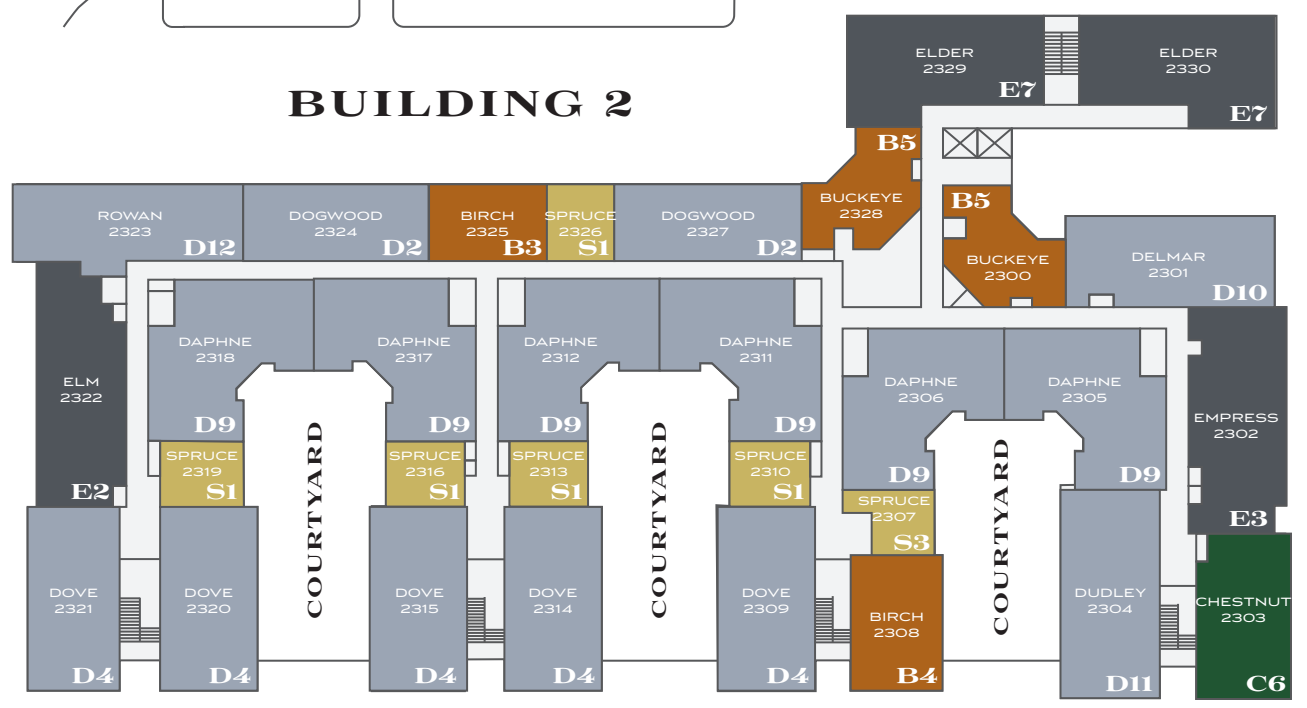 ELDER
2329
E7
ELDER
2330
E7
BUILDING 2
B5
BUCKEYE
2328
ROWAN
2323
D12
DOGWOOD
2324
D2
BIRCH
2325
B3
SPRUCE
2326
S1
DOGWOOD
2327
D2
B5
BUCKEYE
2300
DELMAR
2301
D10
DAPHNE
2318
D9
DAPHNE
2317
D9
DAPHNE
2312
D9
DAPHNE
2311
D9
DAPHNE
2306
D9
DAPHNE
2305
D9
ELM
2322
E2
EMPRESS
2302
E3
SPRUCE
2319
S1
SPRUCE
2316
S1
SPRUCE
2313
S1
SPRUCE
2310
S1
SPRUCE
2307
S3
COURTYARD
COURTYARD
COURTYARD
DOVE
2321
D4
DOVE
2320
D4
DOVE
2315
D4
DOVE
2314
D4
DOVE
2309
D4
BIRCH
2308
B4
DUDLEY
2304
D11
CHESTNUT
2303
C6